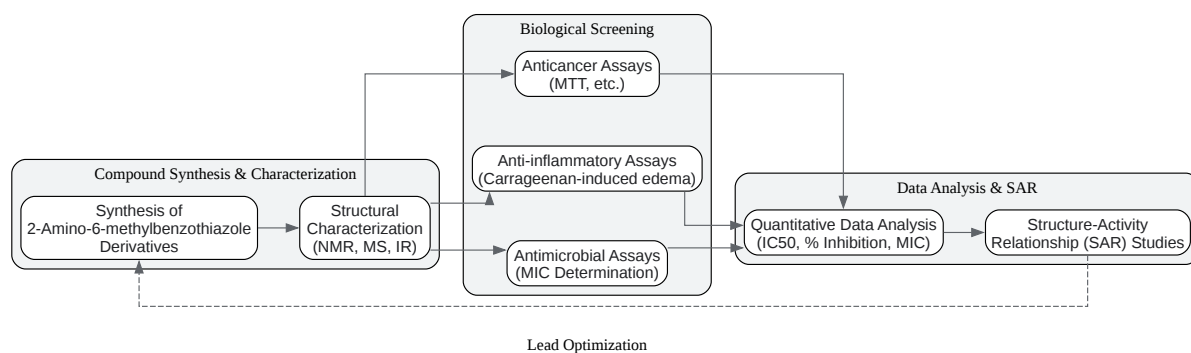 Biological Screening
Anticancer Assays
(MTT, etc.)
Anti-inflammatory Assays
(Carrageenan-induced edema)
Antimicrobial Assays
(MIC Determination)
Compound Synthesis & Characterization
Synthesis of
2-Amino-6-methylbenzothiazole
Derivatives
Structural
Characterization
(NMR, MS, IR)
Data Analysis & SAR
Quantitative Data Analysis
(IC50, % Inhibition, MIC)
Structure-Activity
Relationship (SAR) Studies
Lead Optimization